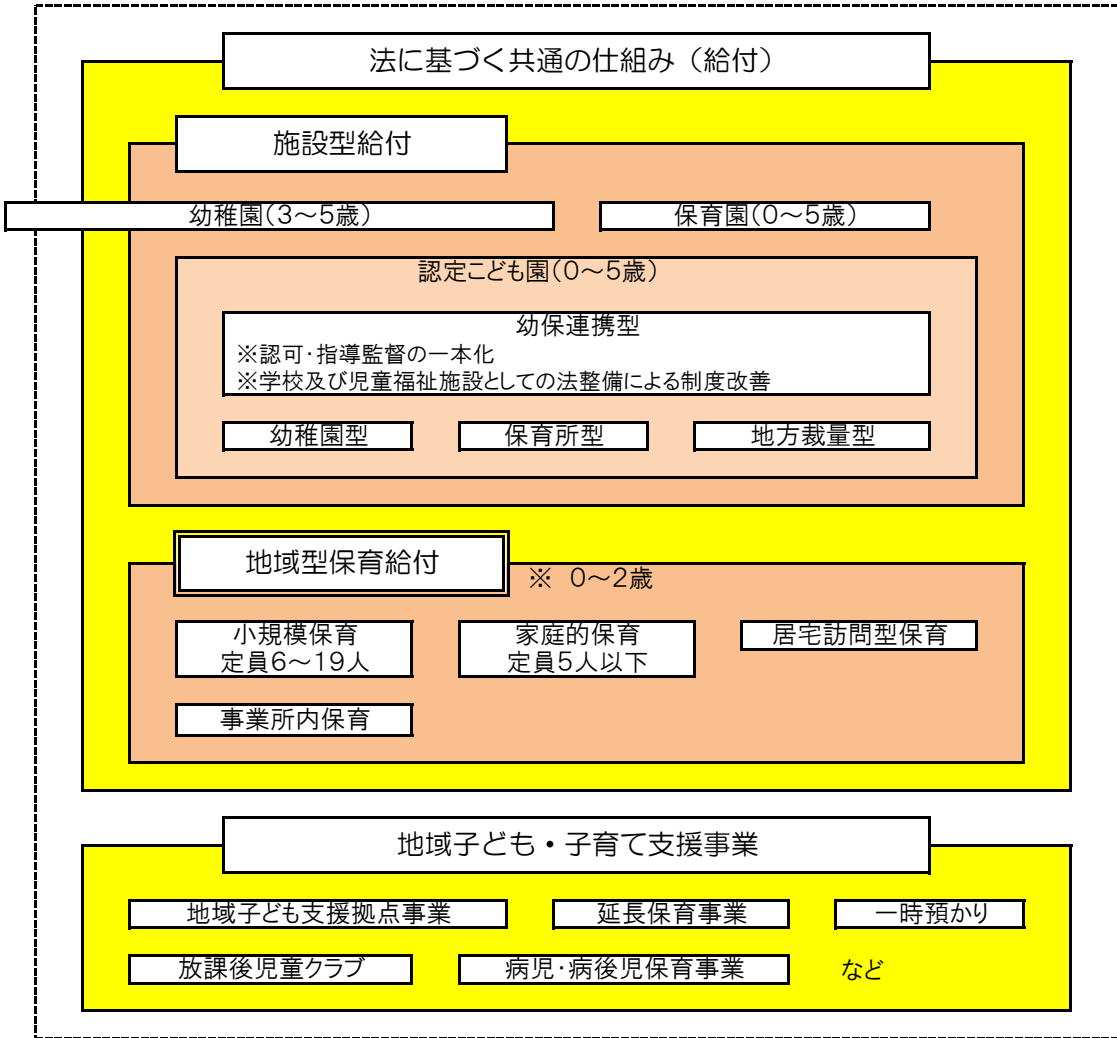 法に基づく共通の仕組み（給付）
施設型給付
幼稚園（3～5歳）
保育園（0～5歳）
認定こども園（0～5歳）
幼保連携型
※認可・指導監督の一本化
※学校及び児童福祉施設としての法整備による制度改善
幼稚園型
保育所型
地方裁量型
地域型保育給付
※ 0～2歳
小規模保育
定員6～19人
家庭的保育
定員5人以下
居宅訪問型保育
事業所内保育
地域子ども・子育て支援事業
地域子ども支援拠点事業
延長保育事業
一時預かり
放課後児童クラブ
病児・病後児保育事業
など